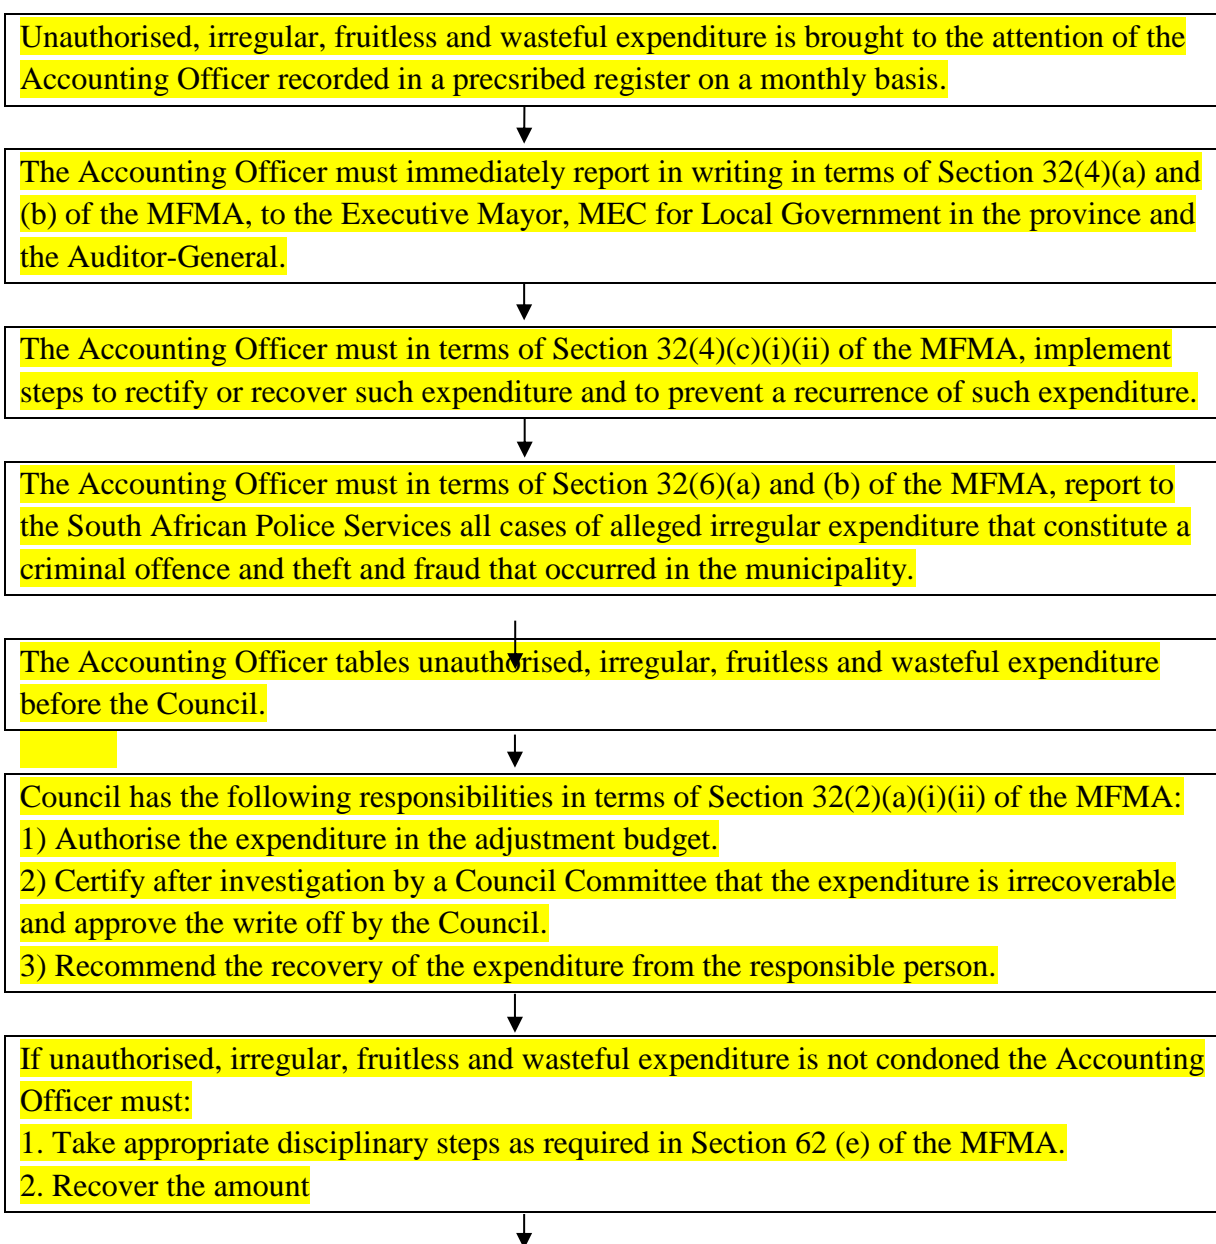 Unauthorised, irregular, fruitless and wasteful expenditure is brought to the attention of the
Accounting Officer recorded in a precsribed register on a monthly basis.
The Accounting Officer must immediately report in writing in terms of Section 32(4)(a) and
(b) of the MFMA, to the Executive Mayor, MEC for Local Government in the province and
the Auditor-General.
The Accounting Officer must in terms of Section 32(4)(c)(i)(ii) of the MFMA, implement
steps to rectify or recover such expenditure and to prevent a recurrence of such expenditure.
The Accounting Officer must in terms of Section 32(6)(a) and (b) of the MFMA, report to
the South African Police Services all cases of alleged irregular expenditure that constitute a
criminal offence and theft and fraud that occurred in the municipality.
The Accounting Officer tables unauthorised, irregular, fruitless and wasteful expenditure
before the Council.
Council has the following responsibilities in terms of Section 32(2)(a)(i)(ii) of the MFMA:
1) Authorise the expenditure in the adjustment budget.
2) Certify after investigation by a Council Committee that the expenditure is irrecoverable
and approve the write off by the Council.
3) Recommend the recovery of the expenditure from the responsible person.
If unauthorised, irregular, fruitless and wasteful expenditure is not condoned the Accounting
Officer must:
1. Take appropriate disciplinary steps as required in Section 62 (e) of the MFMA.
2. Recover the amount